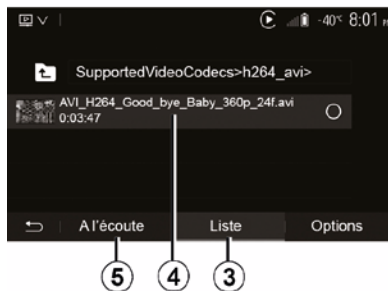 -40°c 8:01
SupportedVideoCodecs>h264_avi>
AVI_H264_Good_bye_Baby_360p_24f.avi
0:03:47
A l'écoute
Liste
Options
5
4
3